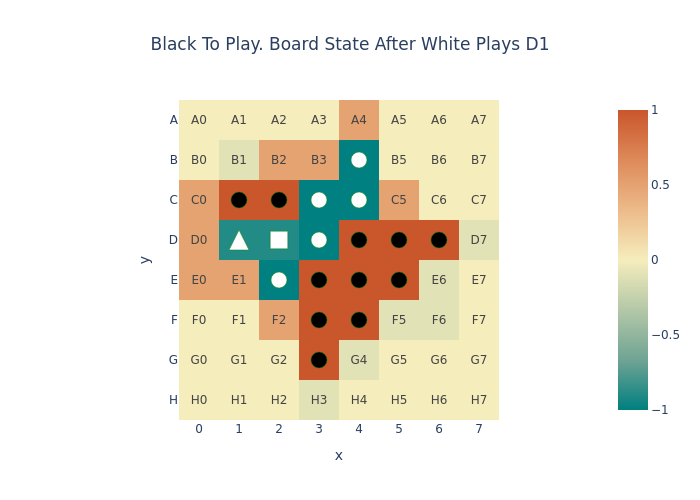 Black To Play. Board State After White Plays D1
A A0 A1 A2 A3 A4 A5 A6 A7
B B0 B1 B2 B3 B5 B6 B7
C C0 C5 C6 C7
D D0 D7
E E0 E1 E6 E7
F F0 F1 F2 F5 F6 F7
G G0 G1 G2 G4 G5 G6 G7
H H0 H1 H2 H3 H4 H5 H6 H7
0 1 2 3 4 5 6 7
x
y
1
0.5
0
−0.5
−1